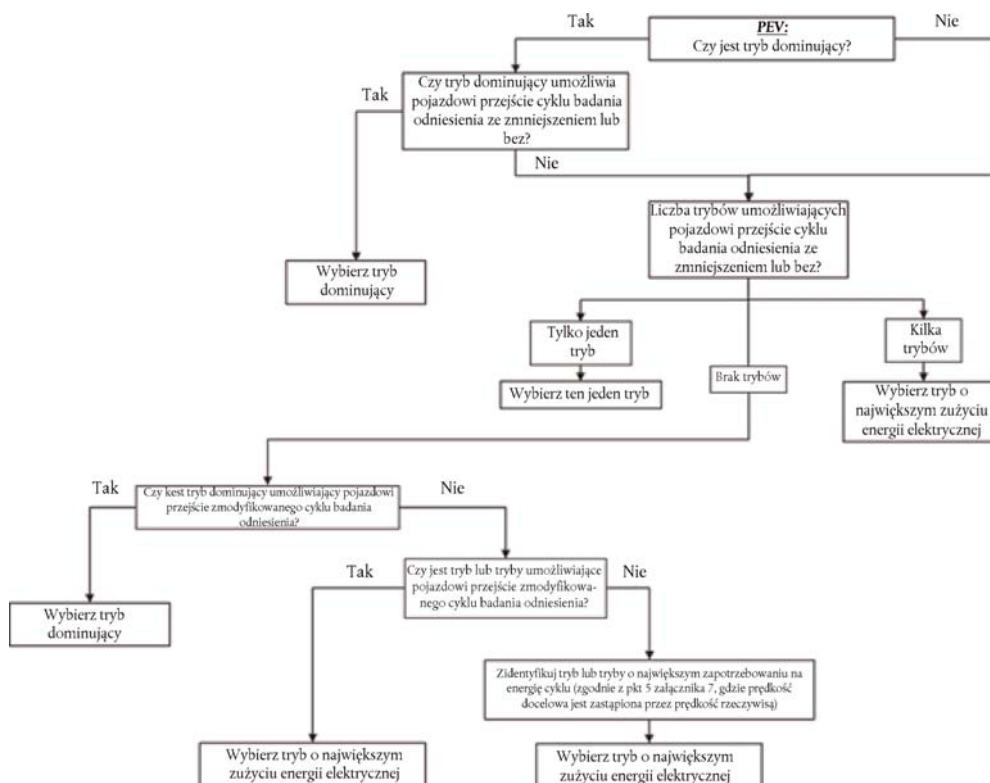 Tak
PEV:
Nie
Czy jest tryb dominujący?
Tak
Czy tryb dominujący umożliwia
pojazdowi przejście cyklu badania
odniesienia ze zmniejszeniem lub
bez?
Nie
Liczba trybów umożliwiających
pojazdowi przejście cyklu
badania odniesienia ze
zmniejszeniem lub bez?
Wybierz tryb
dominujący
Tylko jeden
tryb
Kilka
trybów
Wybierz ten jeden tryb
Brak trybów
Wybierz tryb o
największym zużyciu
energii elektrycznej
Tak
Czy kest tryb dominujący umożliwiający pojazdowi
przejście zmodyfikowanego cyklu badania
odniesienia?
Nie
Tak
Czy jest tryb lub tryby umożliwiające
pojazdowi przejście zmodyfikowa-
nego cyklu badania odniesienia?
Nie
Wybierz tryb
dominujący
Zidentyfikuj tryb lub tryby o największym zapotrzebowaniu na
energię cyklu (zgodnie z pkt 5 załącznika 7, gdzie prędkość
docelowa jest zastąpiona przez prędkość rzeczywisą)
Wybierz tryb o największym
zużyciu energii elektrycznej
Wybierz tryb o największym
zużyciu energii elektrycznej